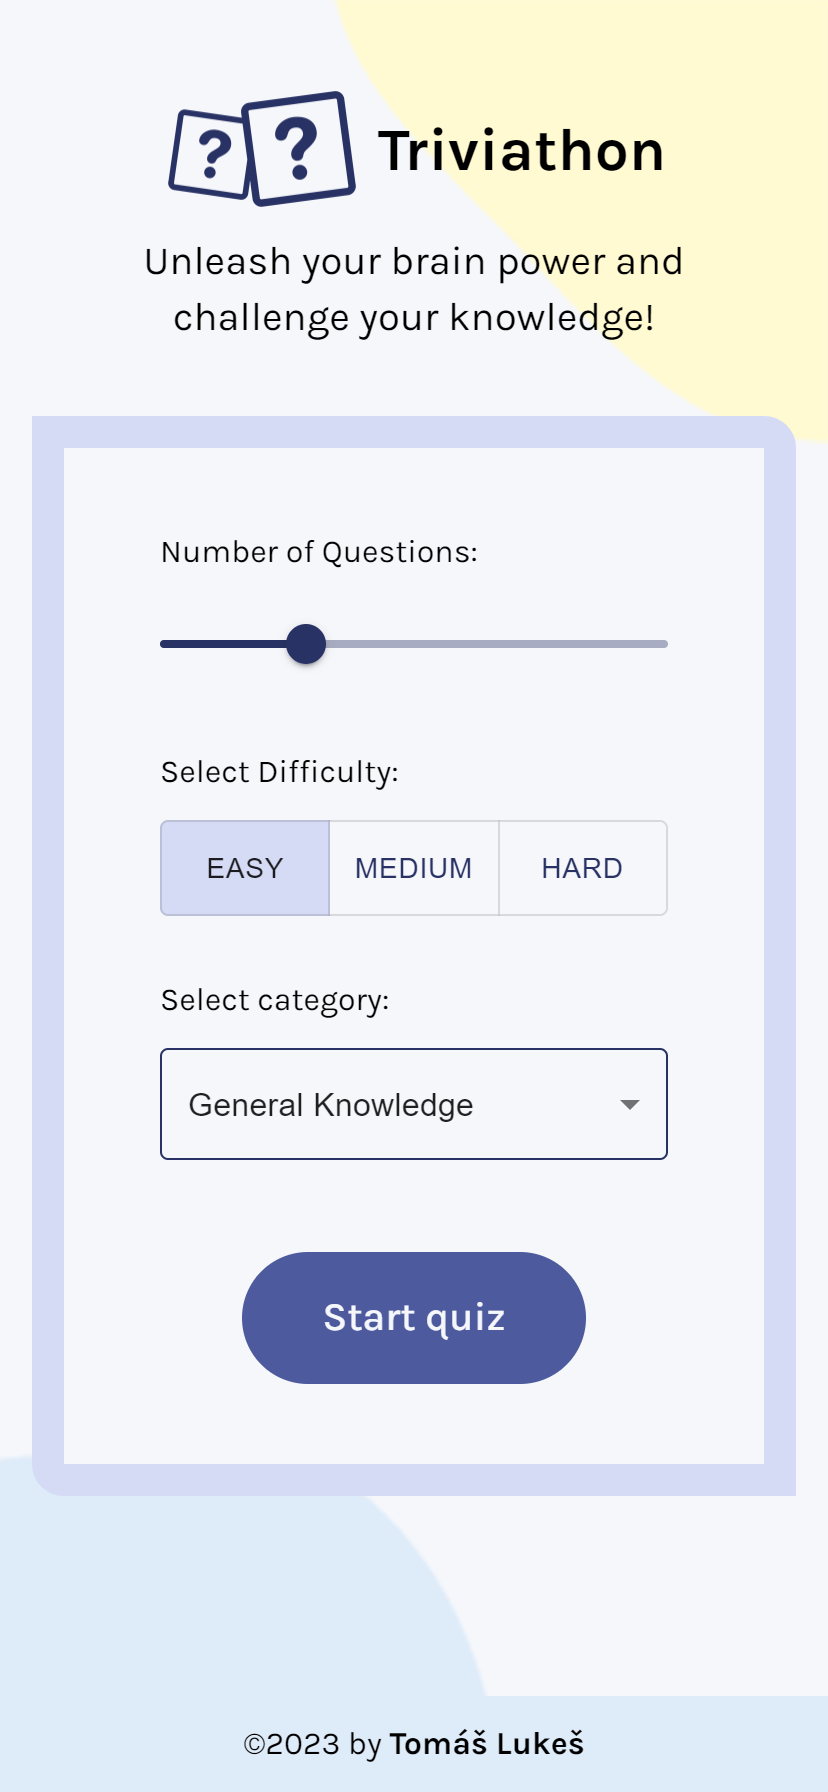 ? ? Triviathon
Unleash your brain power and
challenge your knowledge!
Number of Questions:
Select Difficulty:
EASY MEDIUM HARD
Select category:
General Knowledge
Start quiz
©2023 by Tomáš Lukeš